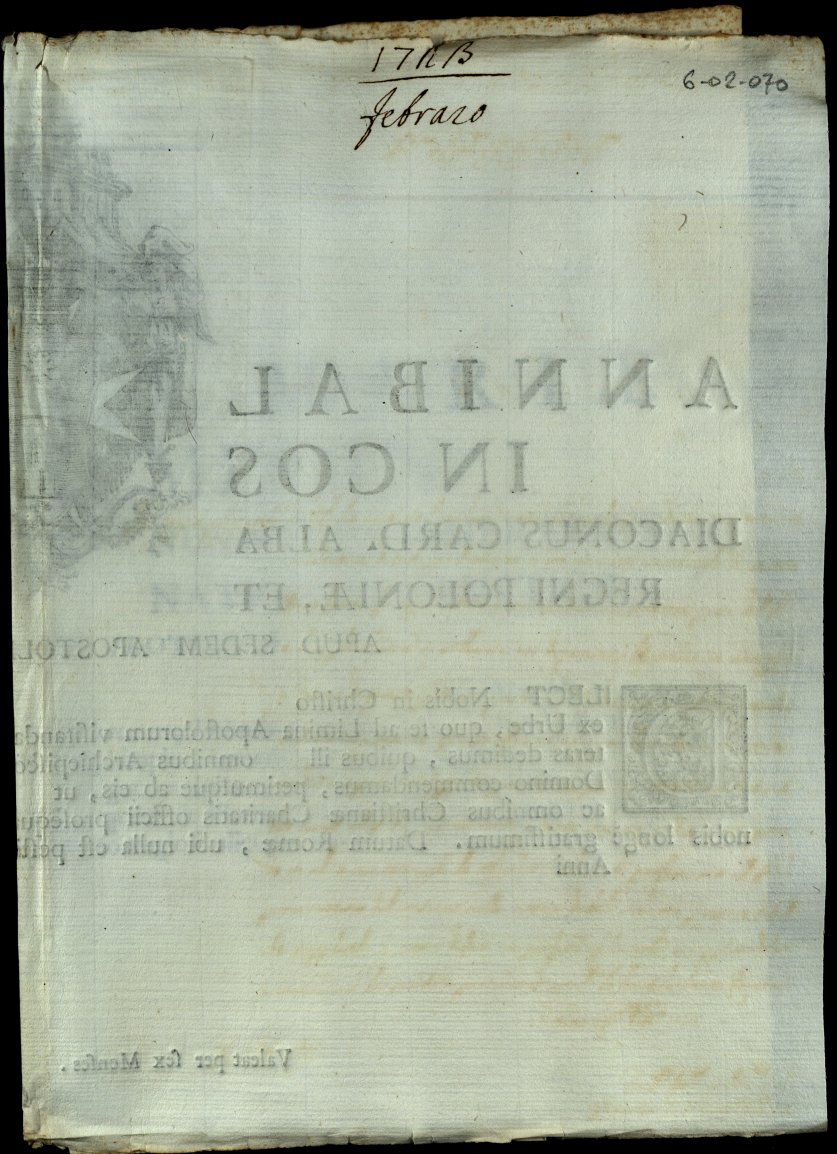 6-02-070
febraro
ANNIBAL
IN COS
DIACONUS CARD. ALBA
REGNI POLONIÆ, ET
APUD SEDEM APOSTOLI
ILECT Nobis in Chriſto
ex Urbe, quo te ad Limina Apoſtolorum viſitanda
teras dedimus, quibus ill omnibus Archiepiſco
Domino commendamus, petimuſque ab eis, ut
ac omnibus Chriſtianæ Charitatis officii proſequ
nobis longè gratiſſimum. Datum Romæ, ubi nulla eſt peſti
Anni
Valeat per ſex Menſes.